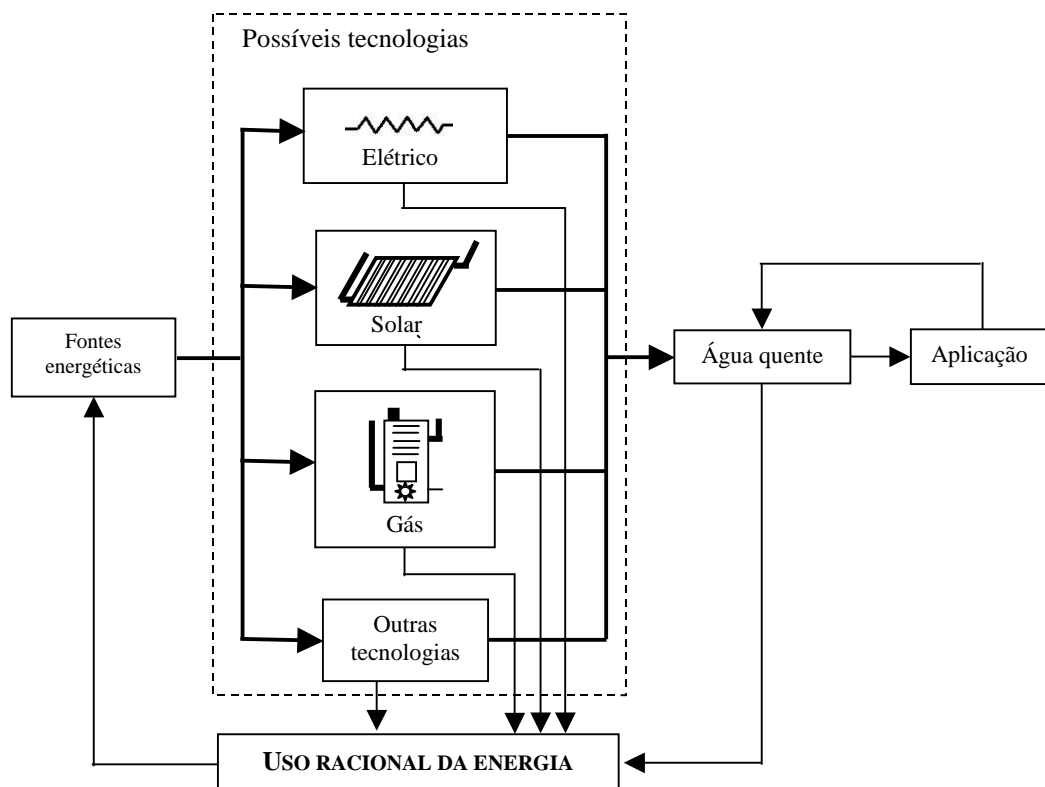 Possíveis tecnologias
Elétrico
Solar
Fontes
energéticas
Água quente
Aplicação
Gás
Outras
tecnologias
USO RACIONAL DA ENERGIA